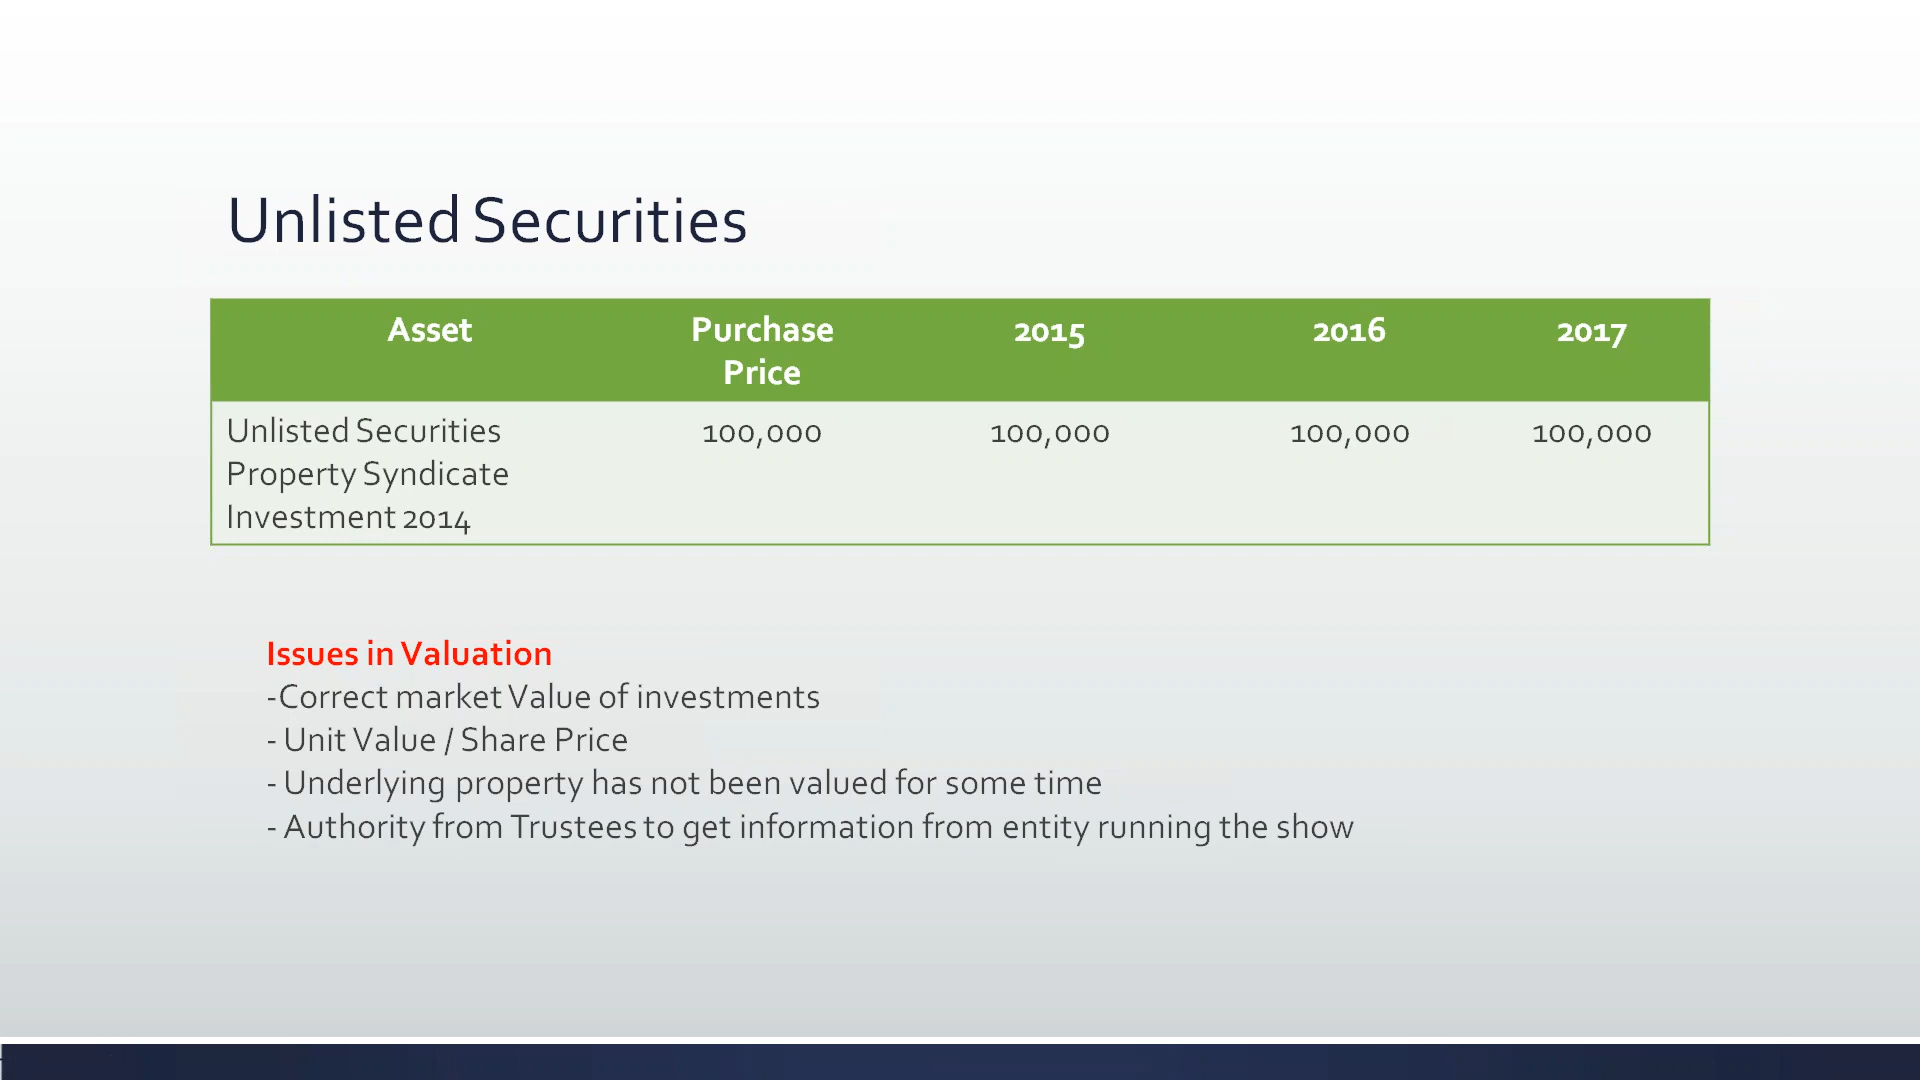 Unlisted Securities
Asset Purchase Price 2015 2016 2017
Unlisted Securities 100,000 100,000 100,000 100,000
Property Syndicate
Investment 2014
Issues in Valuation
-Correct market Value of investments
- Unit Value / Share Price
- Underlying property has not been valued for some time
- Authority from Trustees to get information from entity running the show